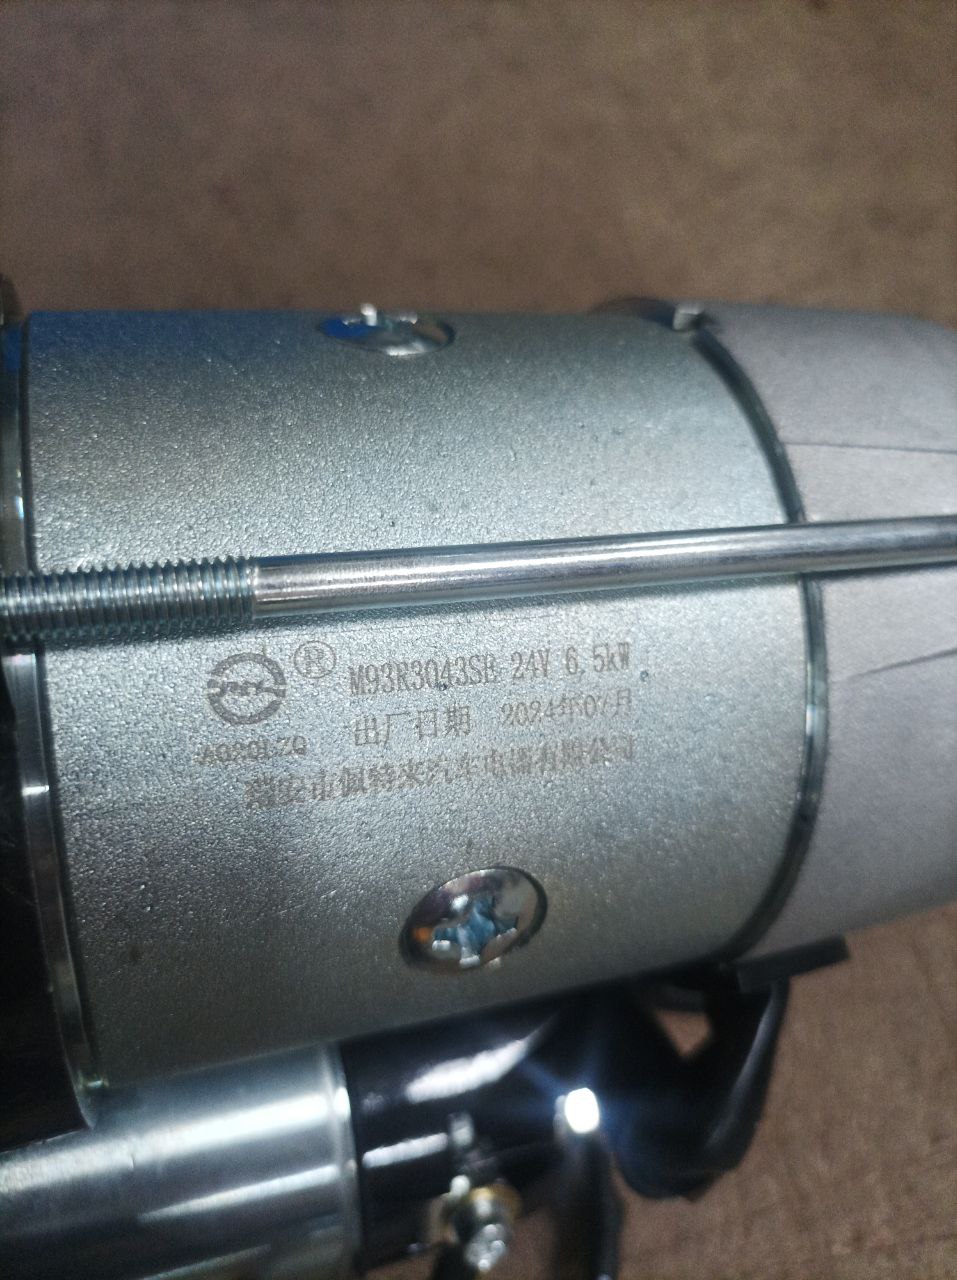 ® M93R3043SE 24V 6.5kW
出厂日期 2024年07月
瑞安市佩特来汽车电器有限公司